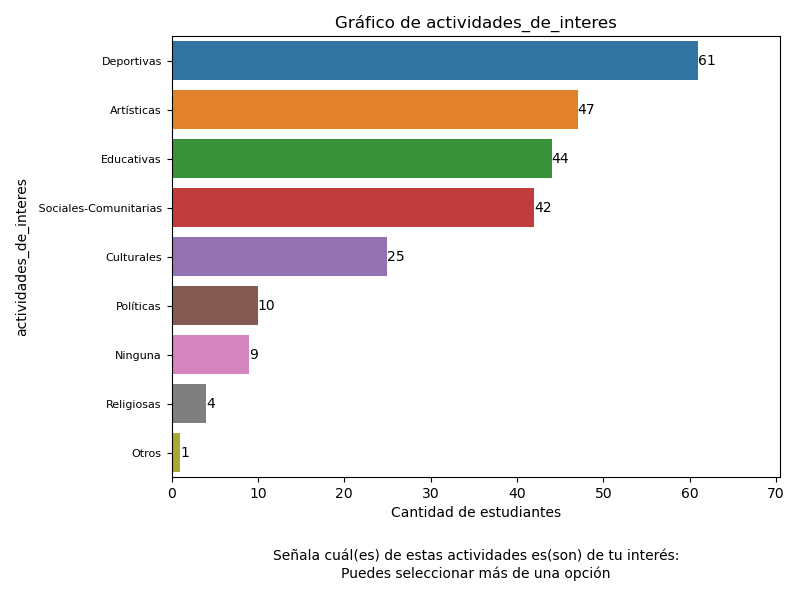 Gráfico de actividades_de_interes
actividades_de_interes
Deportivas 61
Artísticas 47
Educativas 44
Sociales-Comunitarias 42
Culturales 25
Políticas 10
Ninguna 9
Religiosas 4
Otros 1
0 10 20 30 40 50 60 70
Cantidad de estudiantes
Señala cuál(es) de estas actividades es(son) de tu interés:
Puedes seleccionar más de una opción